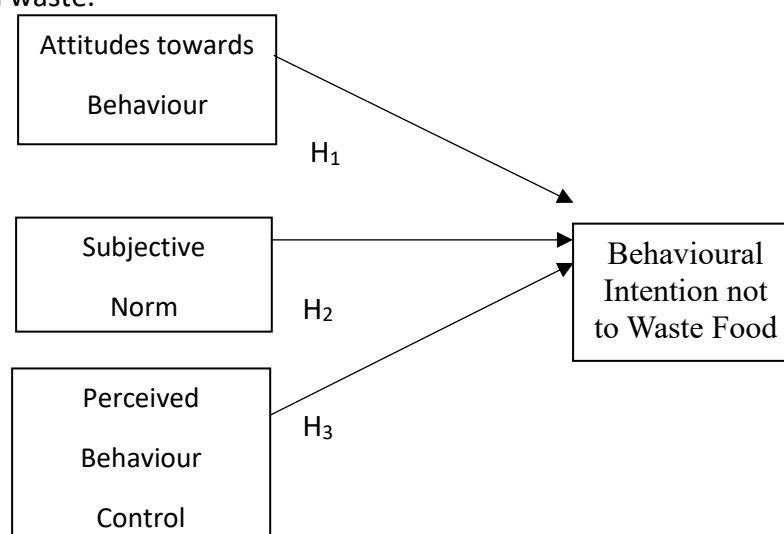 waste.
Attitudes towards
Behaviour
H₁
Subjective
Norm
H₂
Behavioural
Intention not
to Waste Food
Perceived
Behaviour
Control
H₃